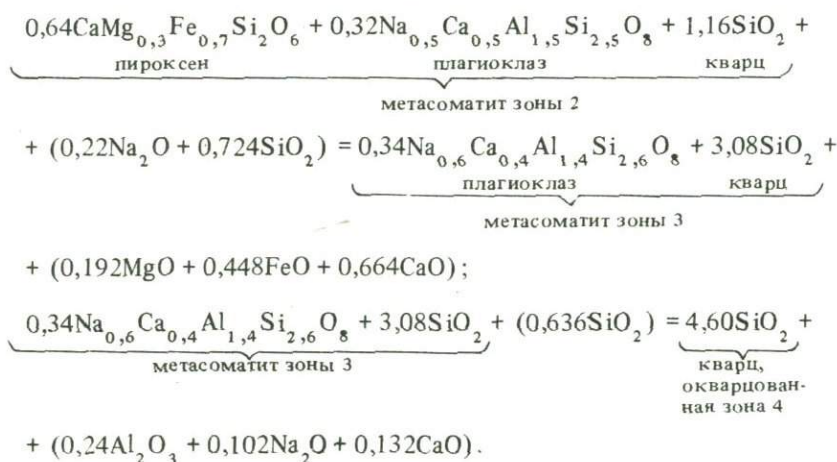 0,64CaMg₀,₃Fe₀,₇Si₂O₆ + 0,32Na₀,₅Ca₀,₅Al₁,₅Si₂,₅O₈ + 1,16SiO₂ +
пироксен плагиоклаз кварц
метасоматит зоны 2
+ (0,22Na₂O + 0,724SiO₂) = 0,34Na₀,₆Ca₀,₄Al₁,₄Si₂,₆O₈ + 3,08SiO₂ +
плагиоклаз кварц
метасоматит зоны 3
+ (0,192MgO + 0,448FeO + 0,664CaO);
0,34Na₀,₆Ca₀,₄Al₁,₄Si₂,₆O₈ + 3,08SiO₂ + (0,636SiO₂) = 4,60SiO₂ +
метасоматит зоны 3 кварц,
окварцован-
ная зона 4
+ (0,24Al₂O₃ + 0,102Na₂O + 0,132CaO).